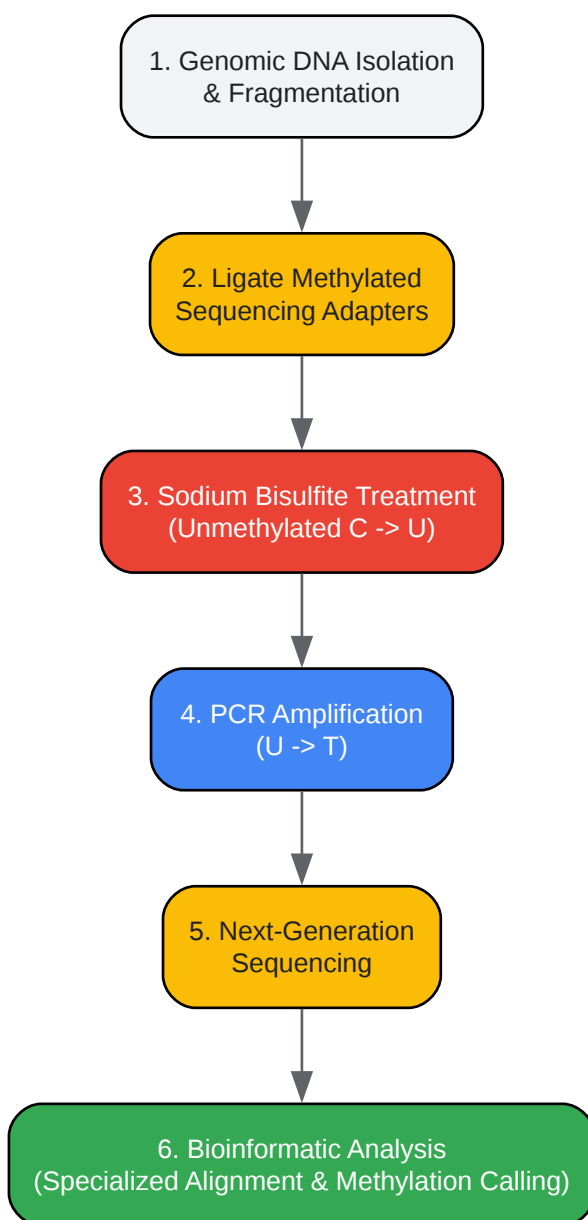 1. Genomic DNA Isolation
& Fragmentation
2. Ligate Methylated
Sequencing Adapters
3. Sodium Bisulfite Treatment
(Unmethylated C -> U)
4. PCR Amplification
(U -> T)
5. Next-Generation
Sequencing
6. Bioinformatic Analysis
(Specialized Alignment & Methylation Calling)